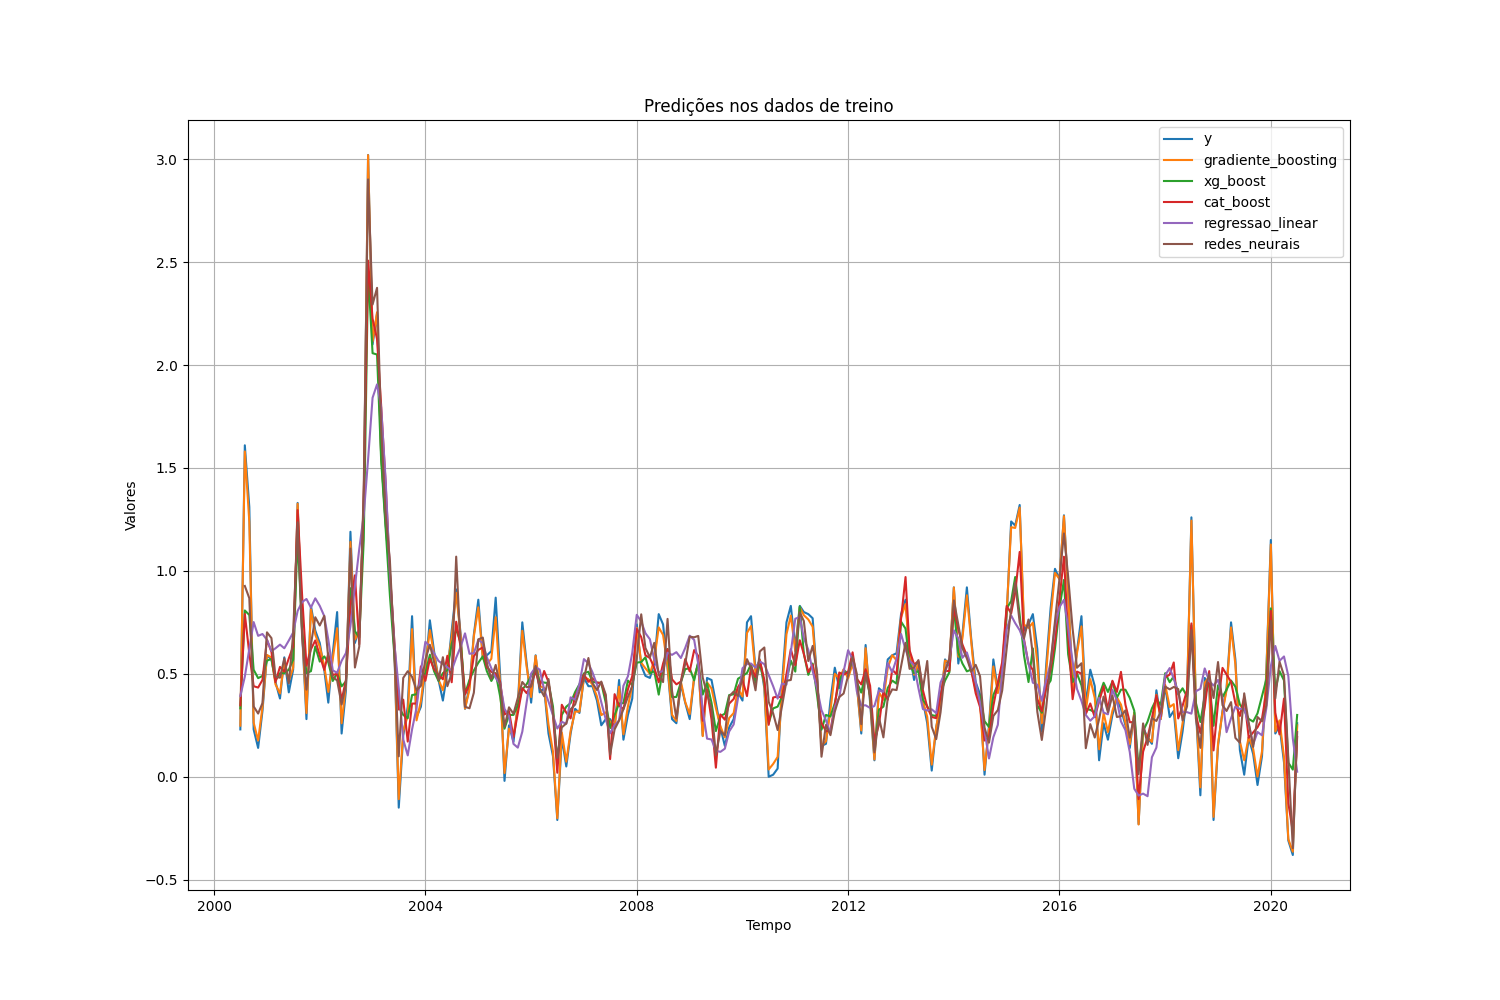 Predições nos dados de treino
y
gradiente_boosting
xg_boost
cat_boost
regressao_linear
redes_neurais
Valores
3.0
2.5
2.0
1.5
1.0
0.5
0.0
−0.5
2000
2004
2008
2012
2016
2020
Tempo